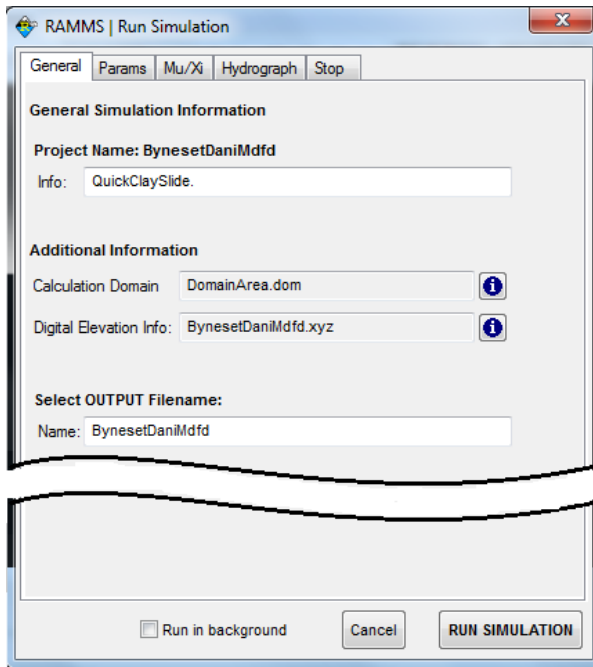 RAMMS | Run Simulation
X
General Params Mu/Xi Hydrograph Stop
General Simulation Information
Project Name: BynesetDaniMdfd
Info: QuickClaySlide.
Additional Information
Calculation Domain DomainArea.dom
Digital Elevation Info: BynesetDaniMdfd.xyz
Select OUTPUT Filename:
Name: BynesetDaniMdfd
Run in background Cancel RUN SIMULATION